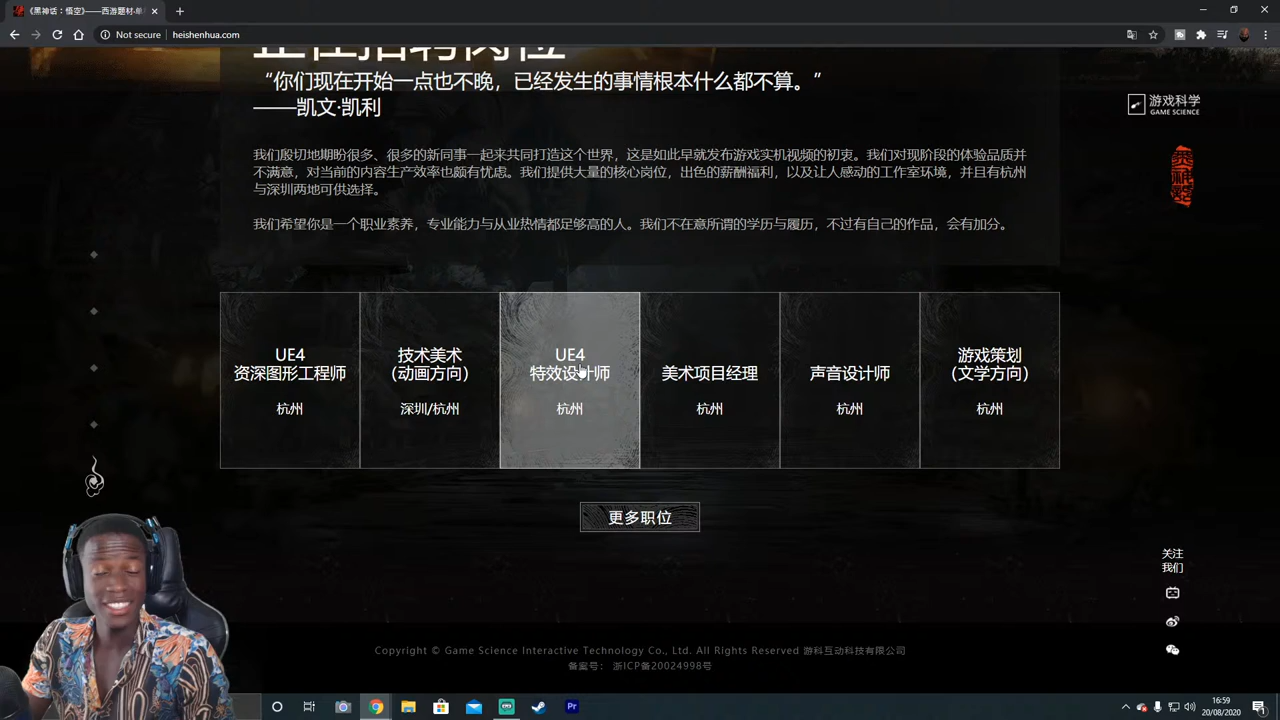 《黑神话：悟空》——西游题材·单
Not secure
heishenhua.com
正在招聘岗位
“你们现在开始一点也不晚，已经发生的事情根本什么都不算。”
——凯文·凯利
游戏科学
GAME SCIENCE
我们殷切地期盼很多、很多的新同事一起来共同打造这个世界，这是如此早就发布游戏实机视频的初衷。我们对现阶段的体验品质并
不满意，对当前的内容生产效率也颇有忧虑。我们提供大量的核心岗位，出色的薪酬福利，以及让人感动的工作室环境，并且有杭州
与深圳两地可供选择。
我们希望你是一个职业素养，专业能力与从业热情都足够高的人。我们不在意所谓的学历与履历，不过有自己的作品，会有加分。
UE4
资深图形工程师
杭州
技术美术
（动画方向）
深圳/杭州
UE4
特效设计师
杭州
美术项目经理
杭州
声音设计师
杭州
游戏策划
（文学方向）
杭州
更多职位
关注
我们
Copyright © Game Science Interactive Technology Co., Ltd. All Rights Reserved 游科互动科技有限公司
备案号： 浙ICP备20024998号
Pr
16:59
20/08/2020